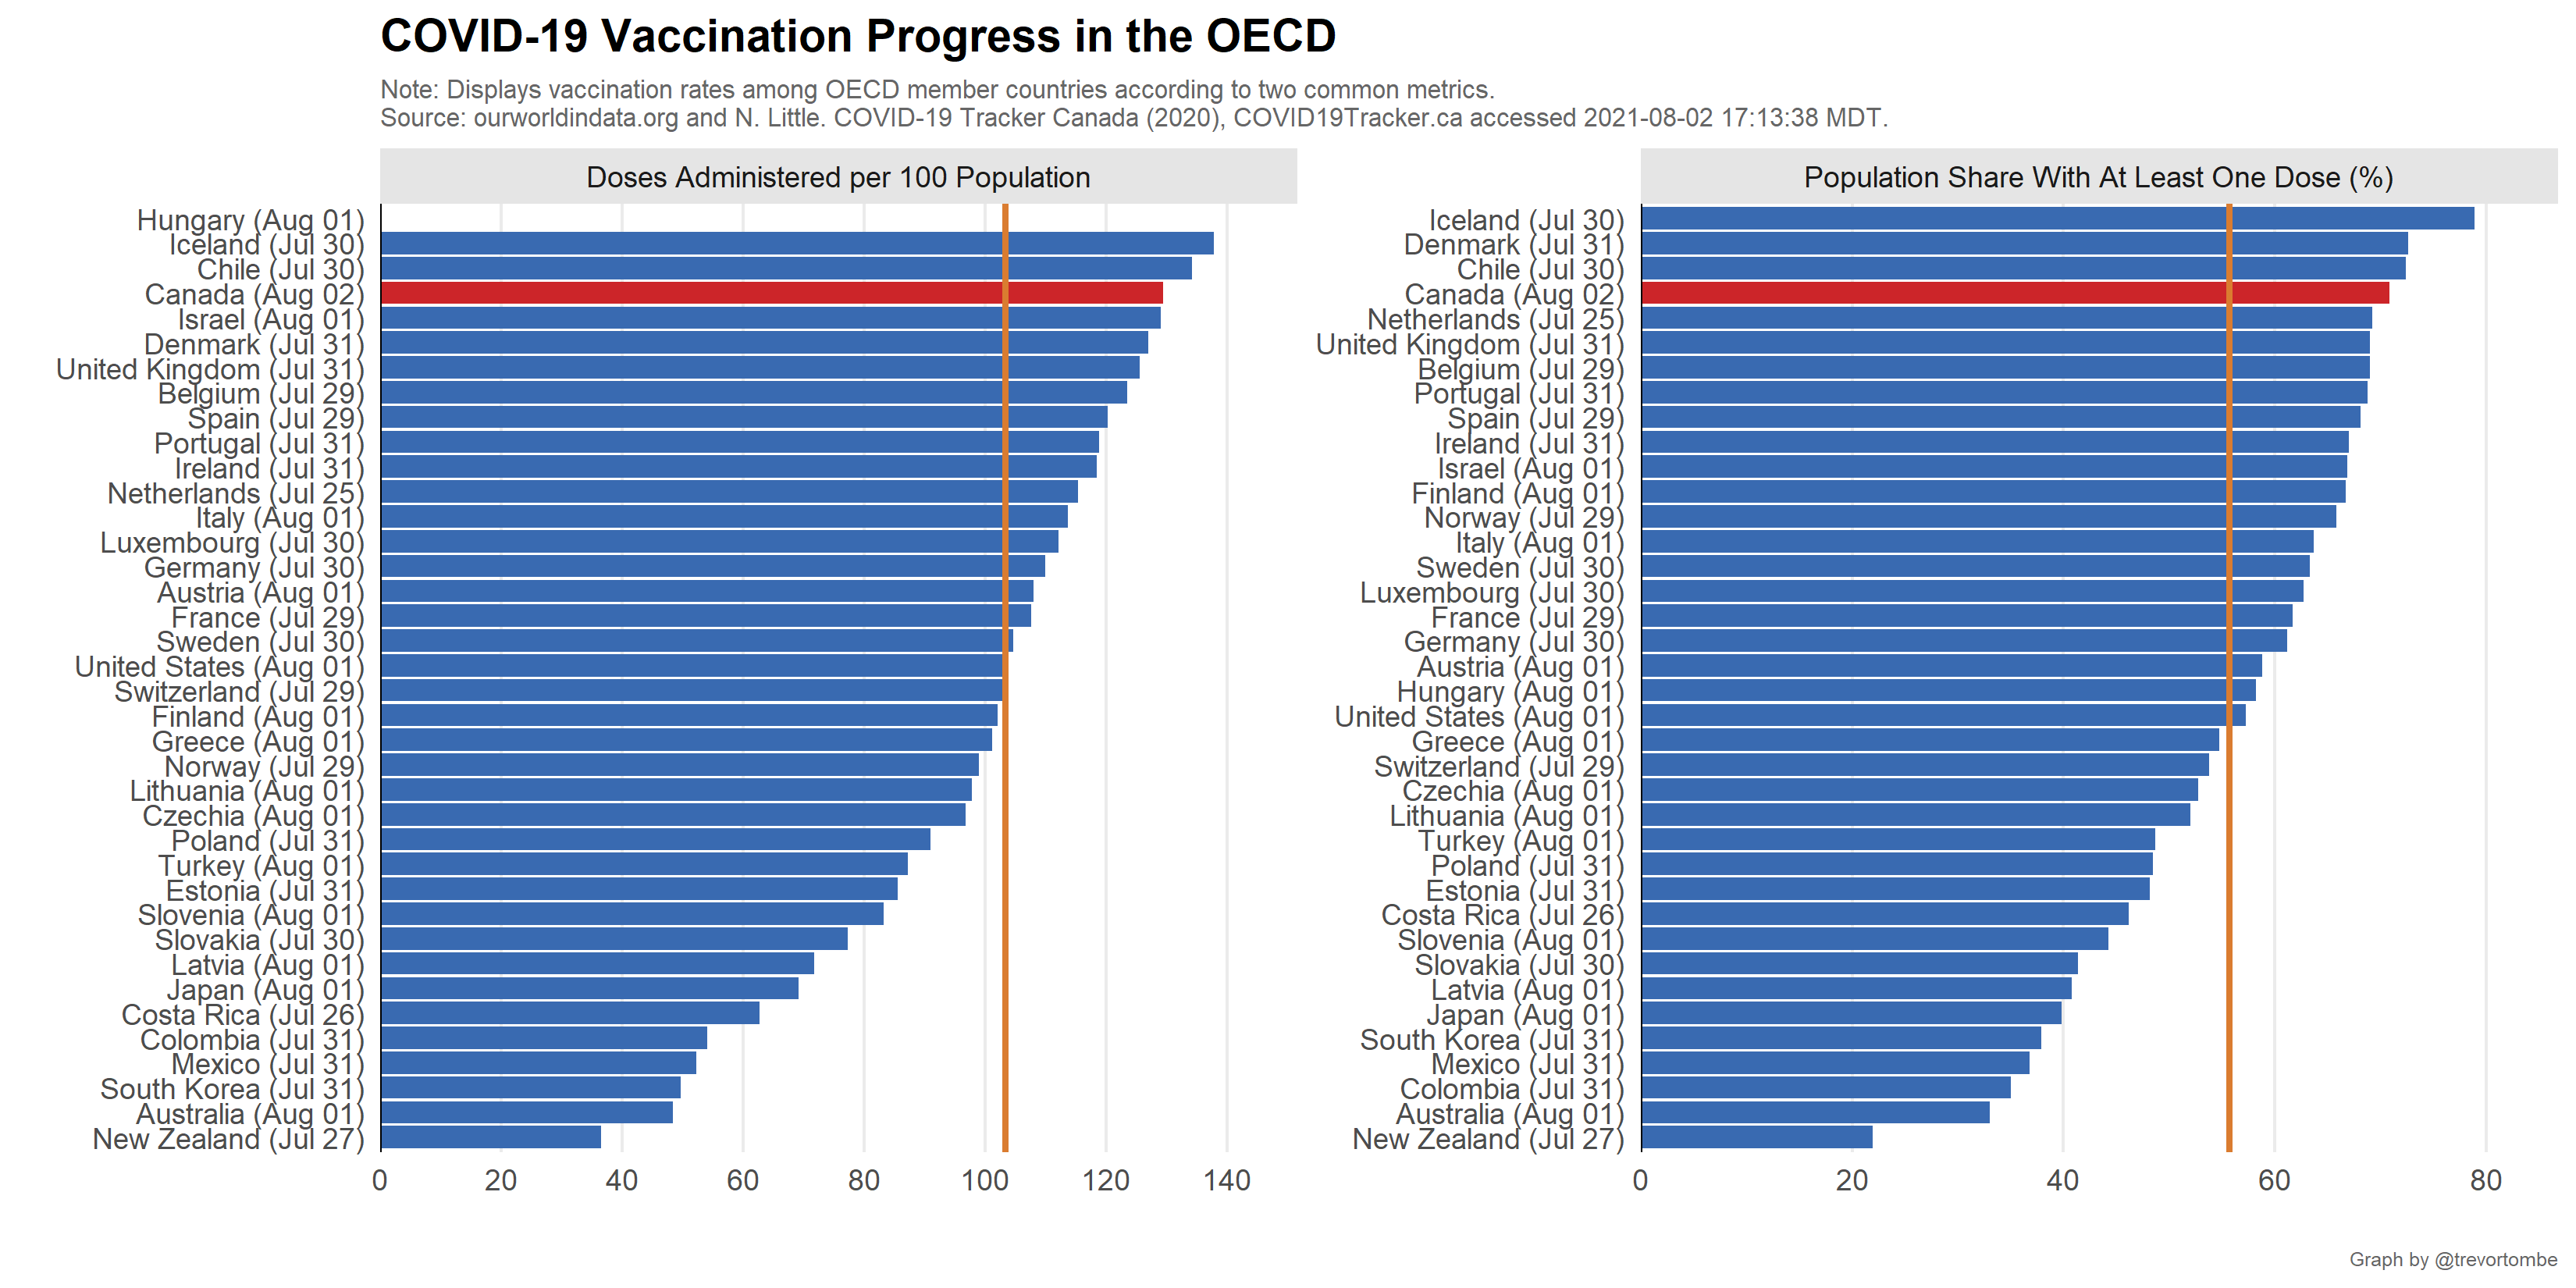 COVID-19 Vaccination Progress in the OECD
Note: Displays vaccination rates among OECD member countries according to two common metrics.
Source: ourworldindata.org and N. Little. COVID-19 Tracker Canada (2020), COVID19Tracker.ca accessed 2021-08-02 17:13:38 MDT.
Doses Administered per 100 Population
Hungary (Aug 01)
Iceland (Jul 30)
Chile (Jul 30)
Canada (Aug 02)
Israel (Aug 01)
Denmark (Jul 31)
United Kingdom (Jul 31)
Belgium (Jul 29)
Spain (Jul 29)
Portugal (Jul 31)
Ireland (Jul 31)
Netherlands (Jul 25)
Italy (Aug 01)
Luxembourg (Jul 30)
Germany (Jul 30)
Austria (Aug 01)
France (Jul 29)
Sweden (Jul 30)
United States (Aug 01)
Switzerland (Jul 29)
Finland (Aug 01)
Greece (Aug 01)
Norway (Jul 29)
Lithuania (Aug 01)
Czechia (Aug 01)
Poland (Jul 31)
Turkey (Aug 01)
Estonia (Jul 31)
Slovenia (Aug 01)
Slovakia (Jul 30)
Latvia (Aug 01)
Japan (Aug 01)
Costa Rica (Jul 26)
Colombia (Jul 31)
Mexico (Jul 31)
South Korea (Jul 31)
Australia (Aug 01)
New Zealand (Jul 27)
0 20 40 60 80 100 120 140
Population Share With At Least One Dose (%)
Iceland (Jul 30)
Denmark (Jul 31)
Chile (Jul 30)
Canada (Aug 02)
Netherlands (Jul 25)
United Kingdom (Jul 31)
Belgium (Jul 29)
Portugal (Jul 31)
Spain (Jul 29)
Ireland (Jul 31)
Israel (Aug 01)
Finland (Aug 01)
Norway (Jul 29)
Italy (Aug 01)
Sweden (Jul 30)
Luxembourg (Jul 30)
France (Jul 29)
Germany (Jul 30)
Austria (Aug 01)
Hungary (Aug 01)
United States (Aug 01)
Greece (Aug 01)
Switzerland (Jul 29)
Czechia (Aug 01)
Lithuania (Aug 01)
Turkey (Aug 01)
Poland (Jul 31)
Estonia (Jul 31)
Costa Rica (Jul 26)
Slovenia (Aug 01)
Slovakia (Jul 30)
Latvia (Aug 01)
Japan (Aug 01)
South Korea (Jul 31)
Mexico (Jul 31)
Colombia (Jul 31)
Australia (Aug 01)
New Zealand (Jul 27)
0 20 40 60 80
Graph by @trevortombe